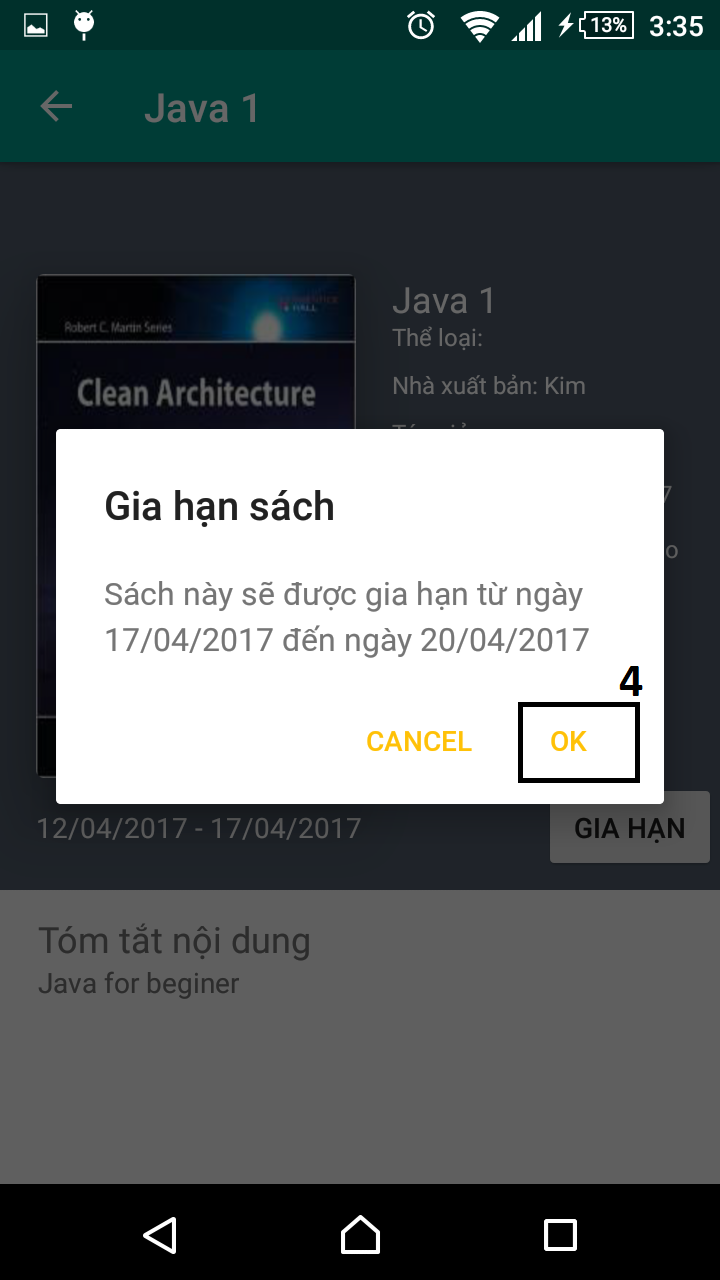 13% 3:35
Java 1
Robert C. Martin Series
Clean Architecture
Java 1
Thể loại:
Nhà xuất bản: Kim
7
o
Gia hạn sách
Sách này sẽ được gia hạn từ ngày
17/04/2017 đến ngày 20/04/2017
4
CANCEL OK
12/04/2017 - 17/04/2017 GIA HẠN
Tóm tắt nội dung
Java for beginer